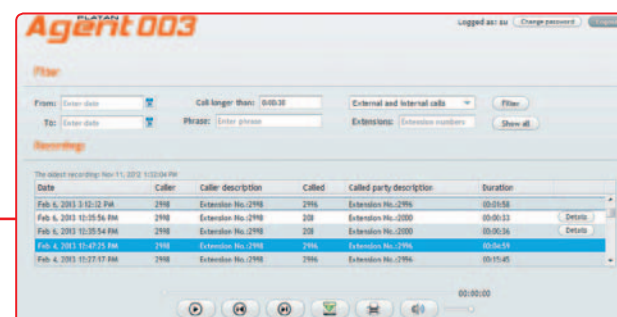 PLATAN
Agent 003
Logged as: su Change password
Filter
From: Enter date Call longer than: 0:00:30 External and internal calls Filter
To: Enter date Phrase: Enter phrase Extensions: Extension numbers Show all
Recordings
The oldest recording: Nov 11, 2012 1:52:04 PM
Date Caller Caller description Called Called party description Duration
Feb 6, 2013 3:12:32 PM 2998 Extension No.:2998 2996 Extension No.:2996 00:01:58
Feb 6, 2013 12:35:56 PM 2998 Extension No.:2998 208 Extension No.:2000 00:00:33 Details
Feb 6, 2013 12:35:54 PM 2998 Extension No.:2998 208 Extension No.:2000 00:00:36 Details
Feb 4, 2013 12:47:25 PM 2998 Extension No.:2998 2996 Extension No.:2996 00:04:59
Feb 4, 2013 12:27:17 PM 2998 Extension No.:2998 2996 Extension No.:2996 00:15:45
00:00:00